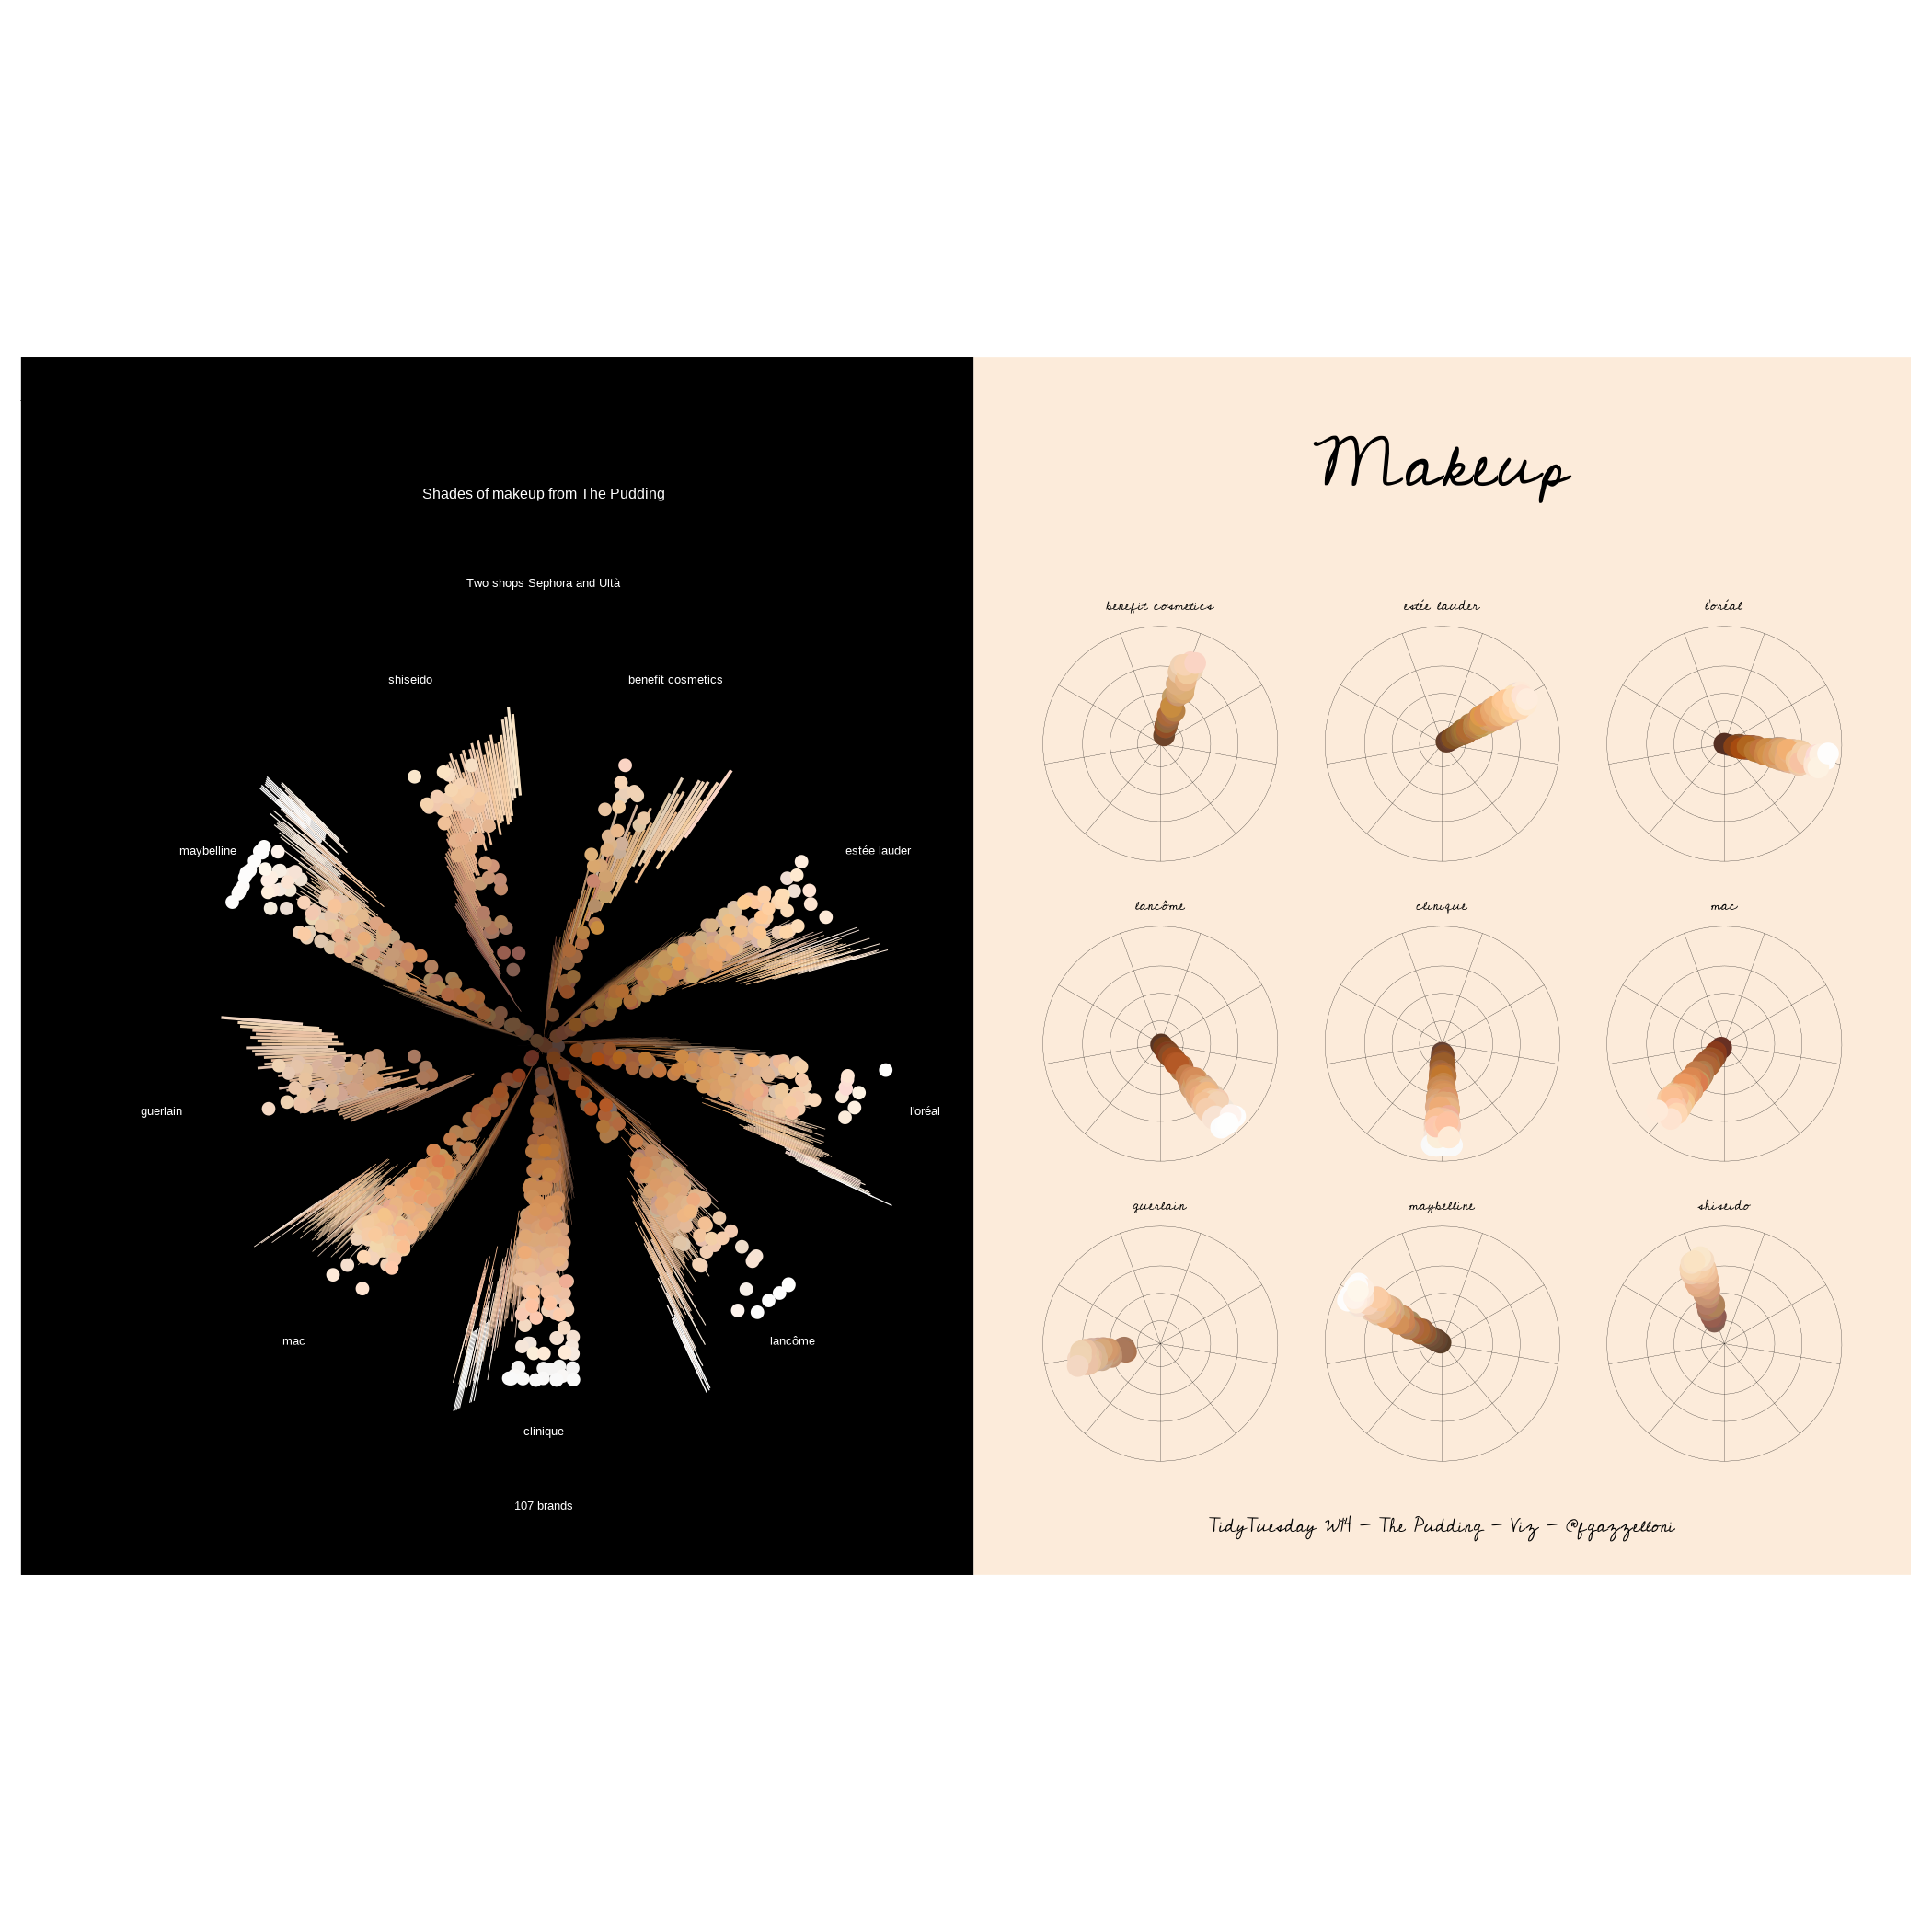 Shades of makeup from The Pudding
Two shops Sephora and Ultà
shiseido
benefit cosmetics
maybelline
estée lauder
guerlain
l'oréal
mac
lancôme
clinique
107 brands
Makeup
benefit cosmetics
estée lauder
l'oréal
lancôme
clinique
mac
guerlain
maybelline
shiseido
TidyTuesday W14 - The Pudding - Viz - @fgazzelloni